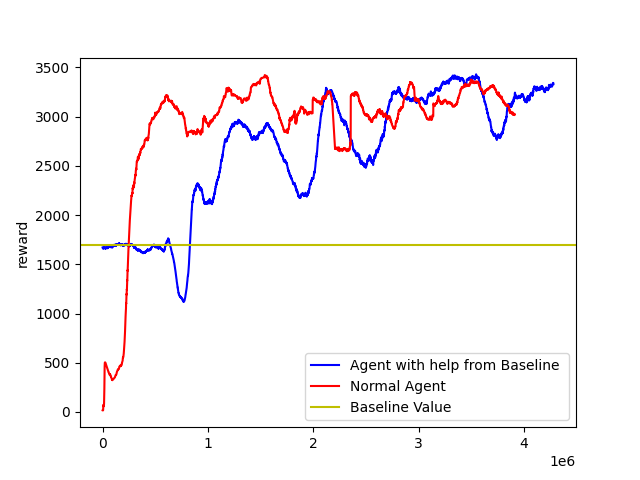 3500
3000
2500
2000
1500
1000
500
0
reward
Agent with help from Baseline
Normal Agent
Baseline Value
0 1 2 3 4
1e6